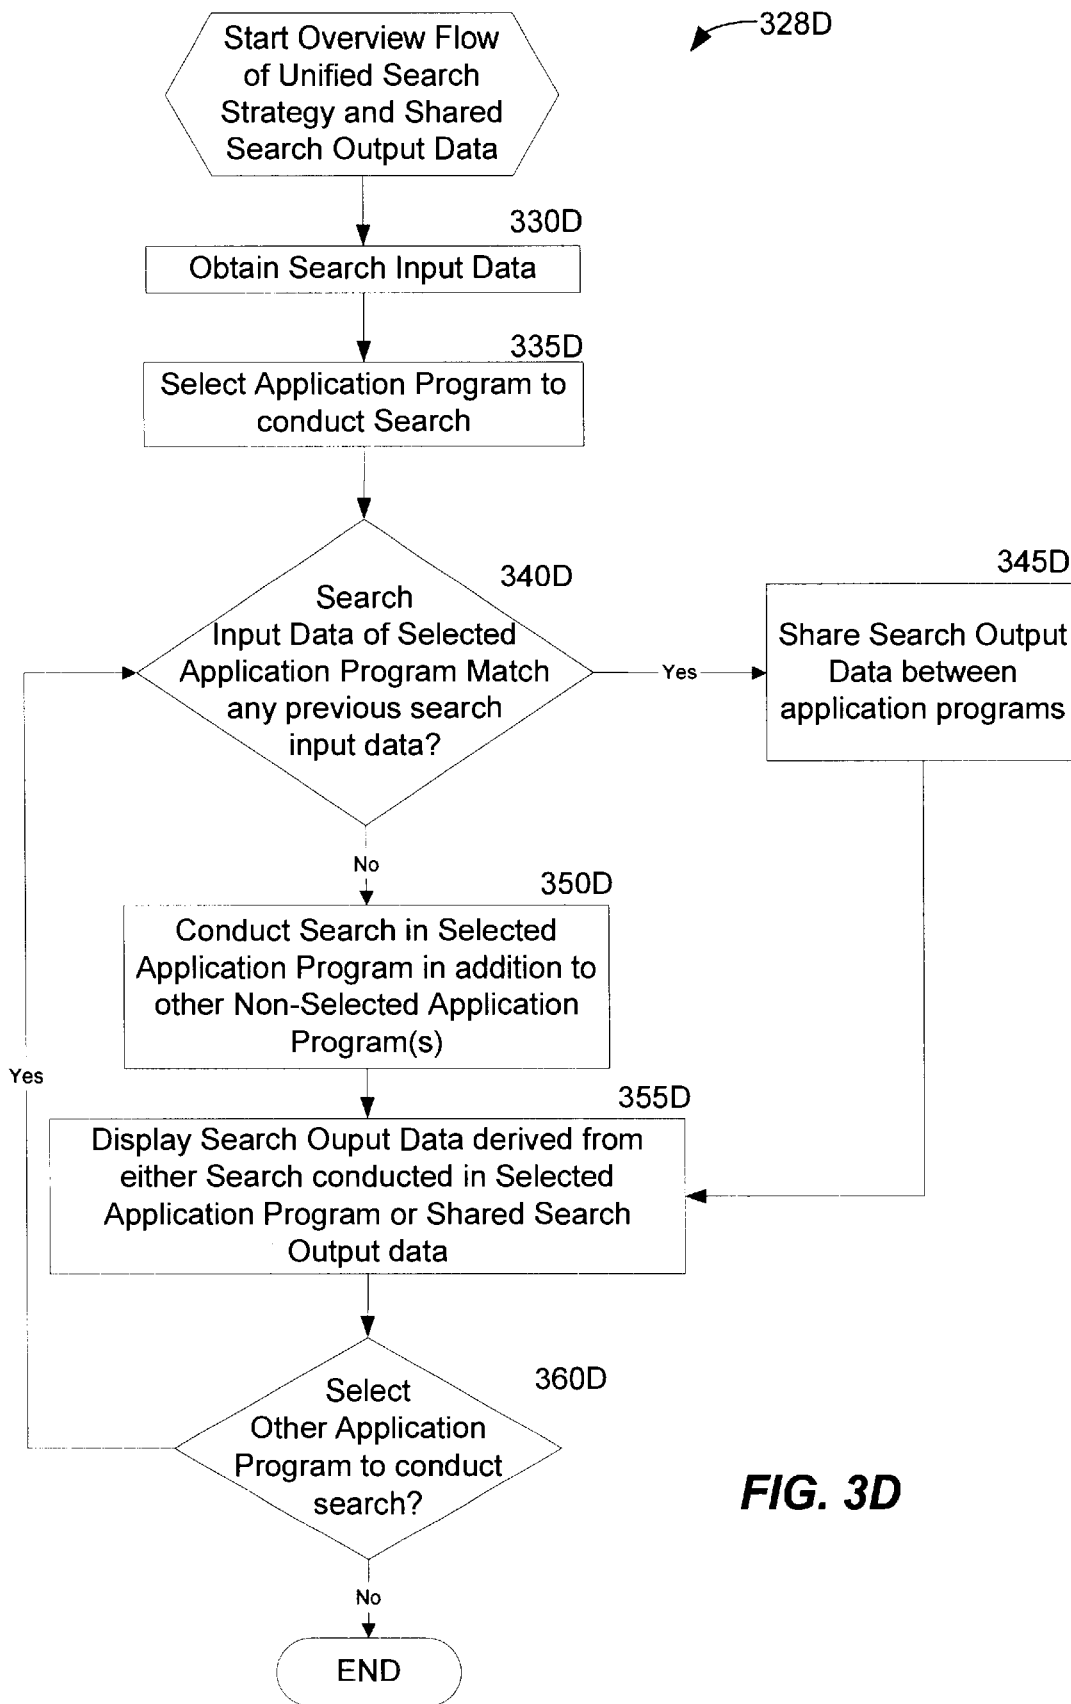 328D
Start Overview Flow
of Unified Search
Strategy and Shared
Search Output Data
330D
Obtain Search Input Data
335D
Select Application Program to
conduct Search
340D
Search
Input Data of Selected
Application Program Match
any previous search
input data?
Yes
345D
Share Search Output
Data between
application programs
No
350D
Conduct Search in Selected
Application Program in addition to
other Non-Selected Application
Program(s)
Yes
355D
Display Search Ouput Data derived from
either Search conducted in Selected
Application Program or Shared Search
Output data
360D
Select
Other Application
Program to conduct
search?
FIG. 3D
No
END